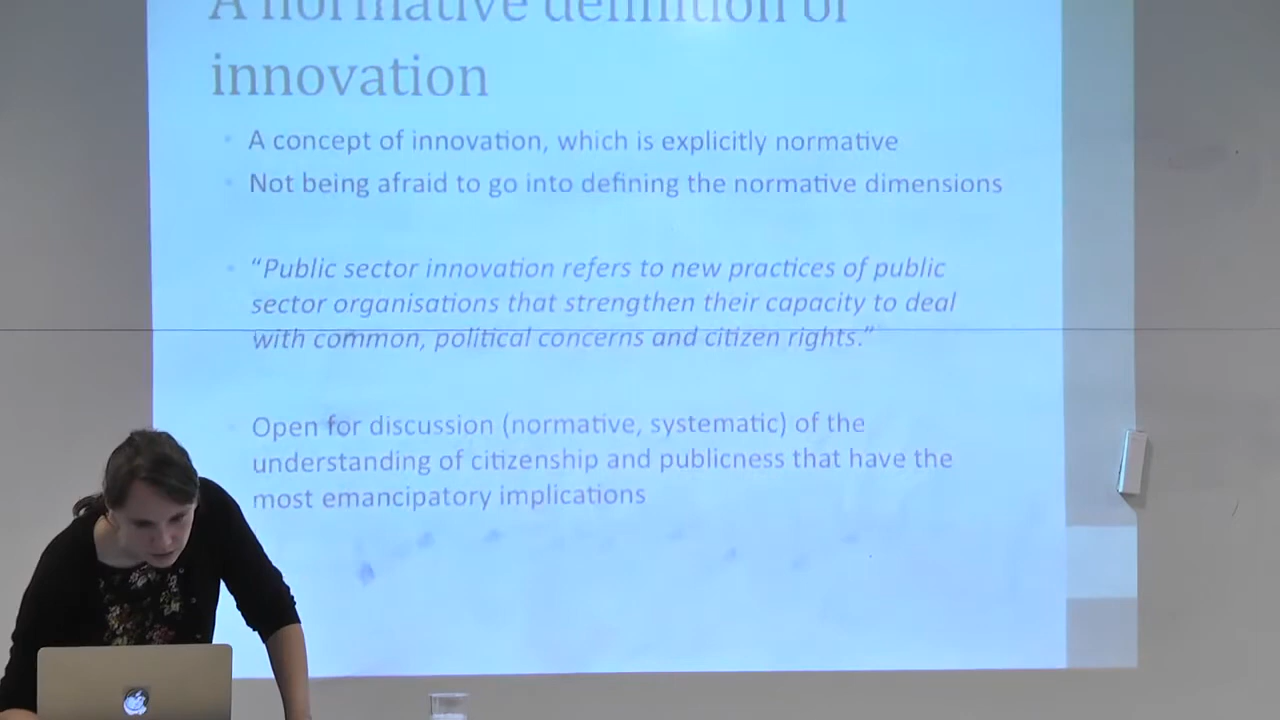 A normative definition of
innovation
A concept of innovation, which is explicitly normative
Not being afraid to go into defining the normative dimensions
“Public sector innovation refers to new practices of public
sector organisations that strengthen their capacity to deal
with common, political concerns and citizen rights.”
Open for discussion (normative, systematic) of the
understanding of citizenship and publicness that have the
most emancipatory implications